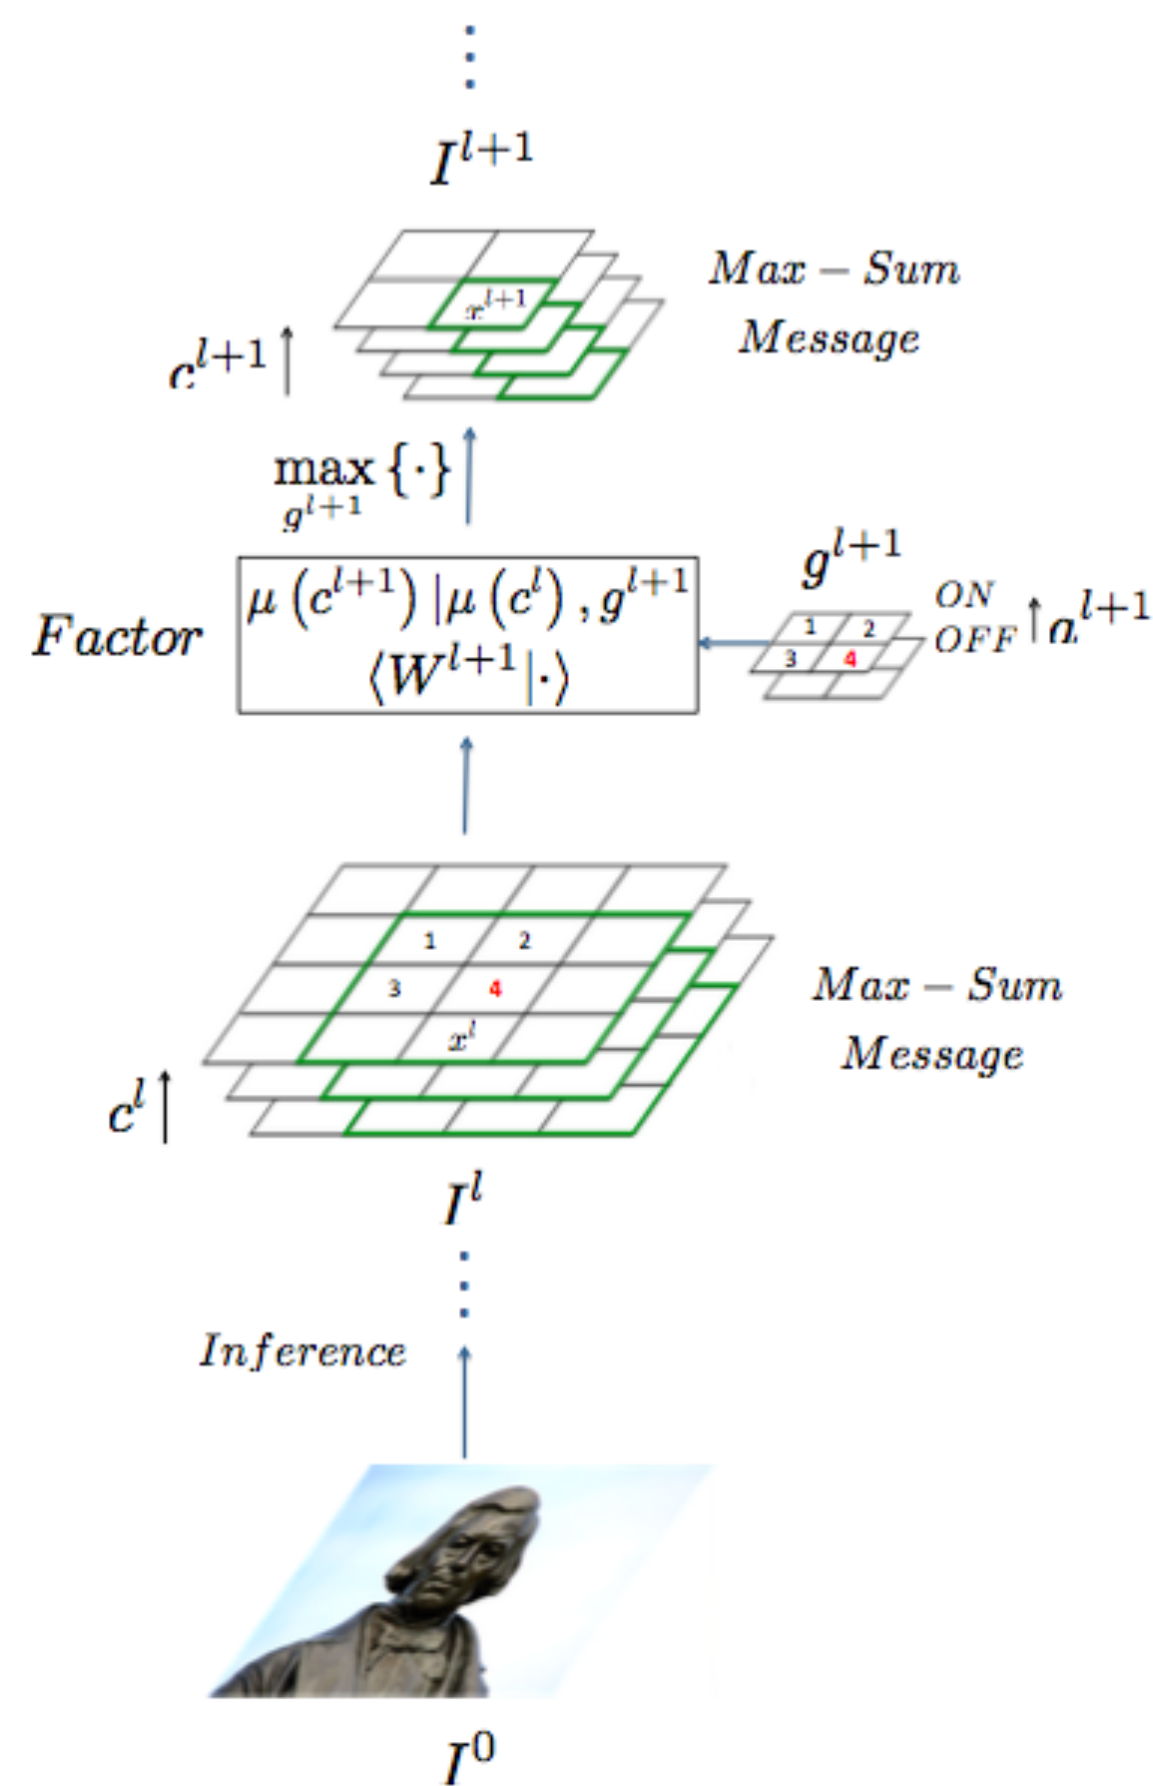 I^{l+1}
x^{l+1}
Max − Sum
Message
c^{l+1}
max {·}
g^{l+1}
g^{l+1}
Factor
μ (c^{l+1}) |μ (c^l) , g^{l+1}
⟨W^{l+1}|·⟩
1 2
3 4
ON
OFF
a^{l+1}
1 2
3 4
x^l
Max − Sum
Message
c^l
I^l
Inference
I^0